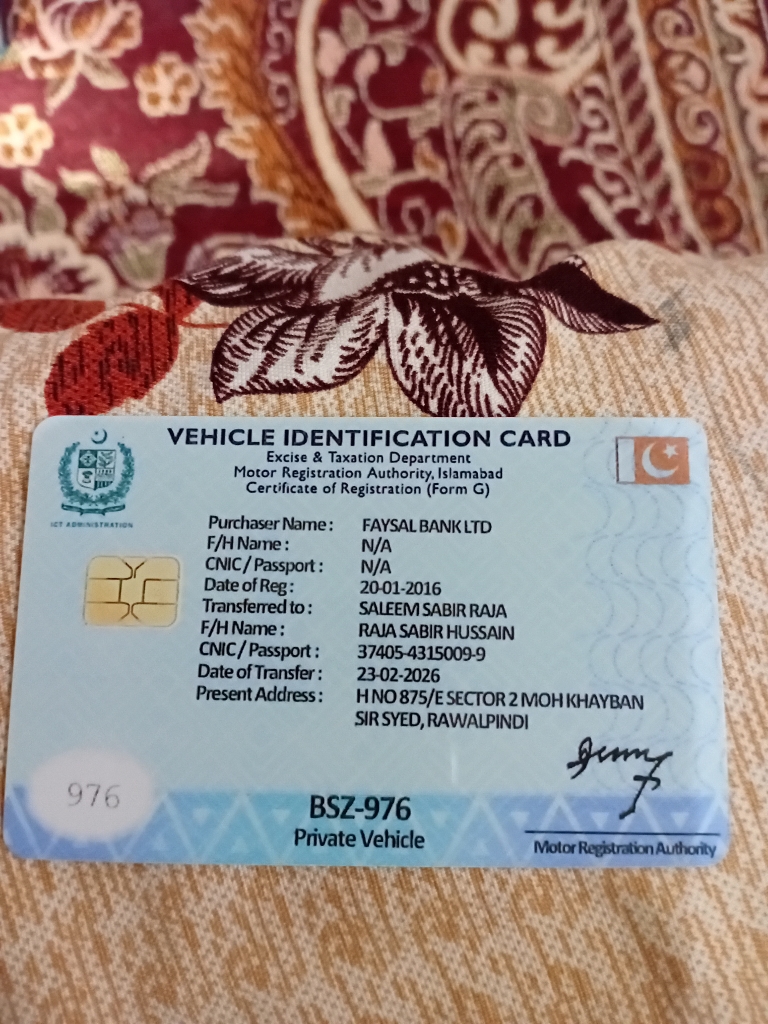 VEHICLE IDENTIFICATION CARD
Excise & Taxation Department
Motor Registration Authority, Islamabad
Certificate of Registration (Form G)
ICT ADMINISTRATION
Purchaser Name : FAYSAL BANK LTD
F/H Name : N/A
CNIC / Passport : N/A
Date of Reg : 20-01-2016
Transferred to : SALEEM SABIR RAJA
F/H Name : RAJA SABIR HUSSAIN
CNIC / Passport : 37405-4315009-9
Date of Transfer : 23-02-2026
Present Address : H NO 875/E SECTOR 2 MOH KHAYBAN
SIR SYED, RAWALPINDI
976
BSZ-976
Private Vehicle
Motor Registration Authority